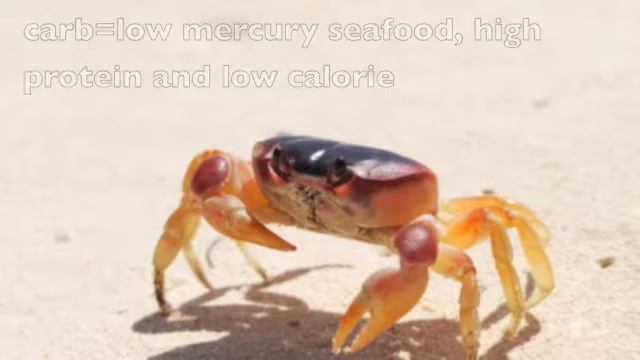 carb=low mercury seafood, high
protein and low calorie